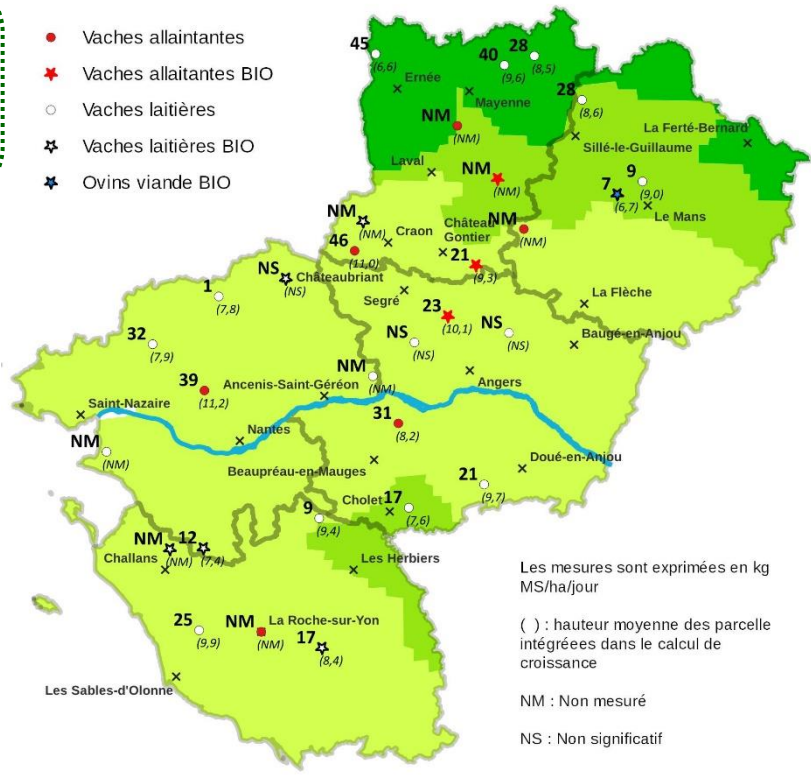 Vaches allaintantes
Vaches allaitantes BIO
Vaches laitières
Vaches laitières BIO
Ovins viande BIO
45
(6,6)
Ernée
40
(9,6)
28
(8,5)
Mayenne
28
(8,6)
NM
(NM)
Sillé-le-Guillaume
La Ferté-Bernard
Laval
NM
(NM)
7
(6,7)
9
(9,0)
Le Mans
NM
(NM)
Craon
Château
Gontier
NM
(NM)
46
(11,0)
21
(9,3)
NS
(NS)
Châteaubriant
1
(7,8)
Segré
La Flèche
23
(10,1)
NS
(NS)
NS
(NS)
Baugé-en-Anjou
32
(7,9)
39
(11,2)
Ancenis-Saint-Géréon
NM
(NM)
Angers
Saint-Nazaire
Nantes
31
(8,2)
NM
(NM)
Beaupréau-en-Mauges
Doué-en-Anjou
21
(9,7)
Cholet
17
(7,6)
9
(9,4)
NM
(NM)
12
(7,4)
Challans
Les Herbiers
25
(9,9)
NM
(NM)
La Roche-sur-Yon
17
(8,4)
Les Sables-d'Olonne
Les mesures sont exprimées en kg
MS/ha/jour
( ) : hauteur moyenne des parcelle
intégréees dans le calcul de
croissance
NM : Non mesuré
NS : Non significatif